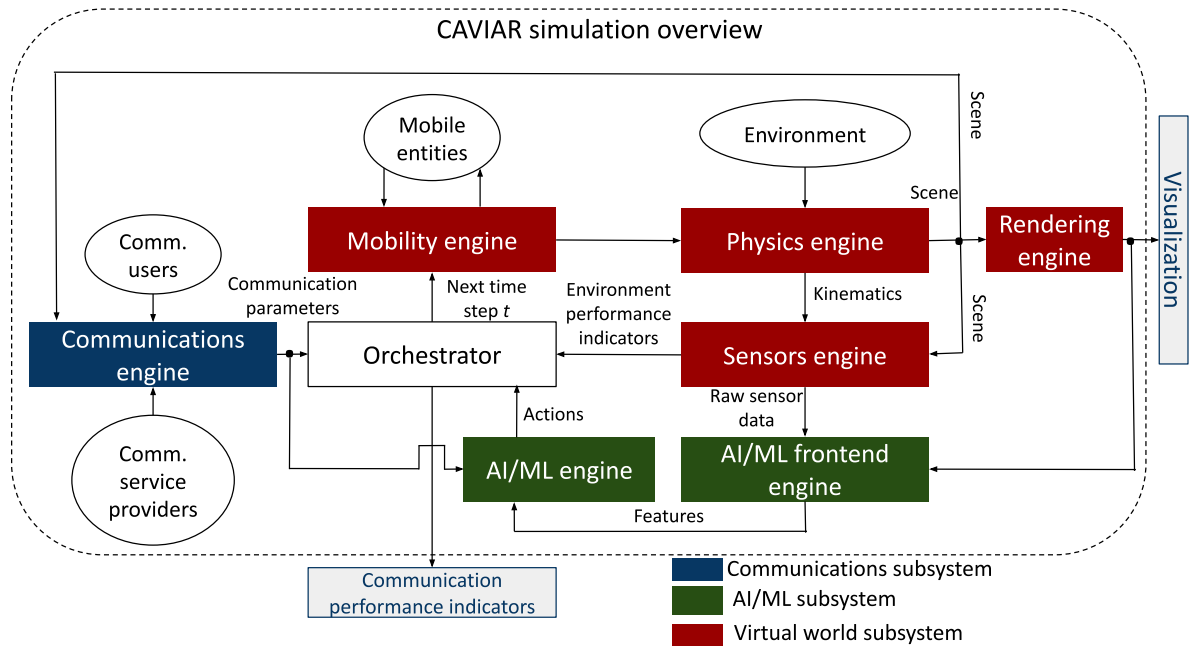 CAVIAR simulation overview
Mobile
entities
Environment
Scene
Scene
Visualization
Mobility engine
Physics engine
Rendering
engine
Comm.
users
Communication
parameters
Next time
step t
Environment
performance
indicators
Kinematics
Scene
Communications
engine
Orchestrator
Sensors engine
Actions
Raw sensor
data
Comm.
service
providers
AI/ML engine
AI/ML frontend
engine
Features
Communication
performance indicators
Communications subsystem
AI/ML subsystem
Virtual world subsystem